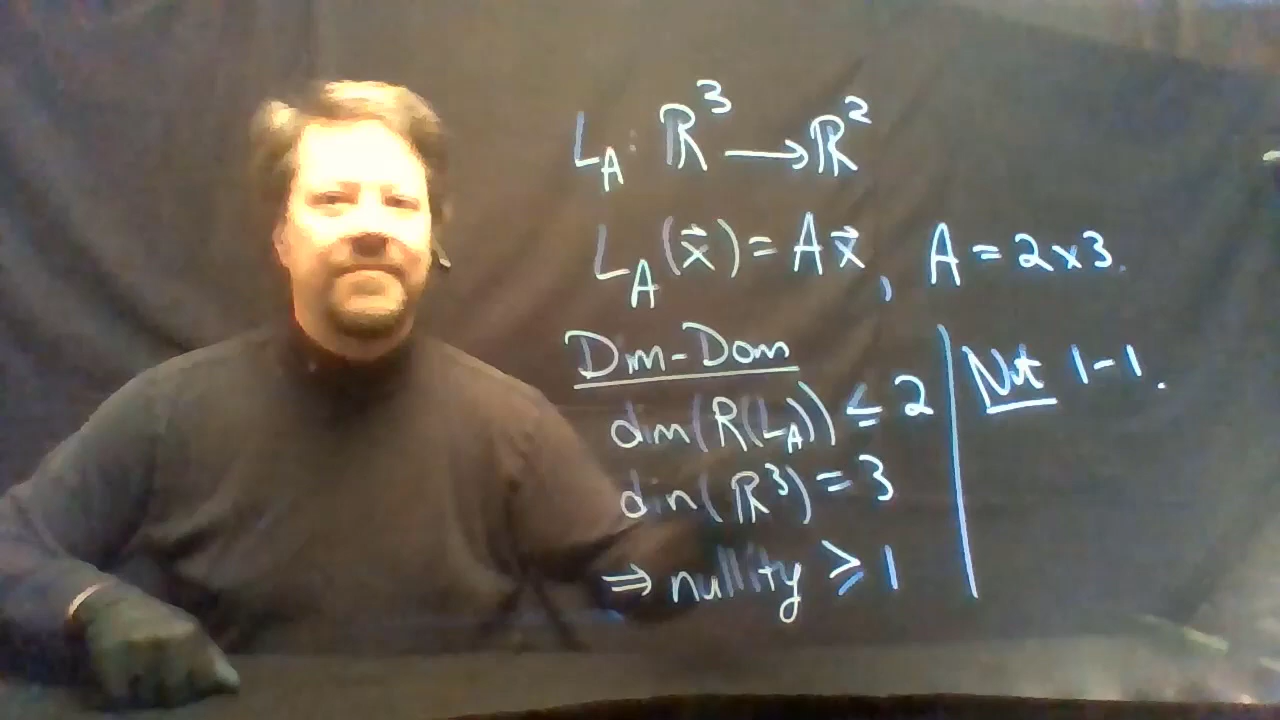 L_A: ℝ³ → ℝ²
L_A(x⃗) = Ax⃗, A = 2x3.
Dim-Dom
dim(R(L_A)) ≤ 2
dim(ℝ³) = 3
⇒ nullity ≥ 1
Not 1-1.